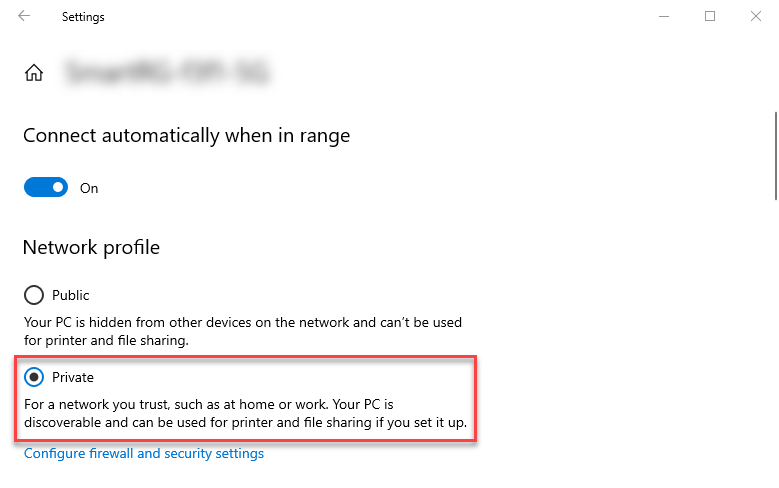 Settings
Connect automatically when in range
On
Network profile
Public
Your PC is hidden from other devices on the network and can't be used
for printer and file sharing.
Private
For a network you trust, such as at home or work. Your PC is
discoverable and can be used for printer and file sharing if you set it up.
Configure firewall and security settings